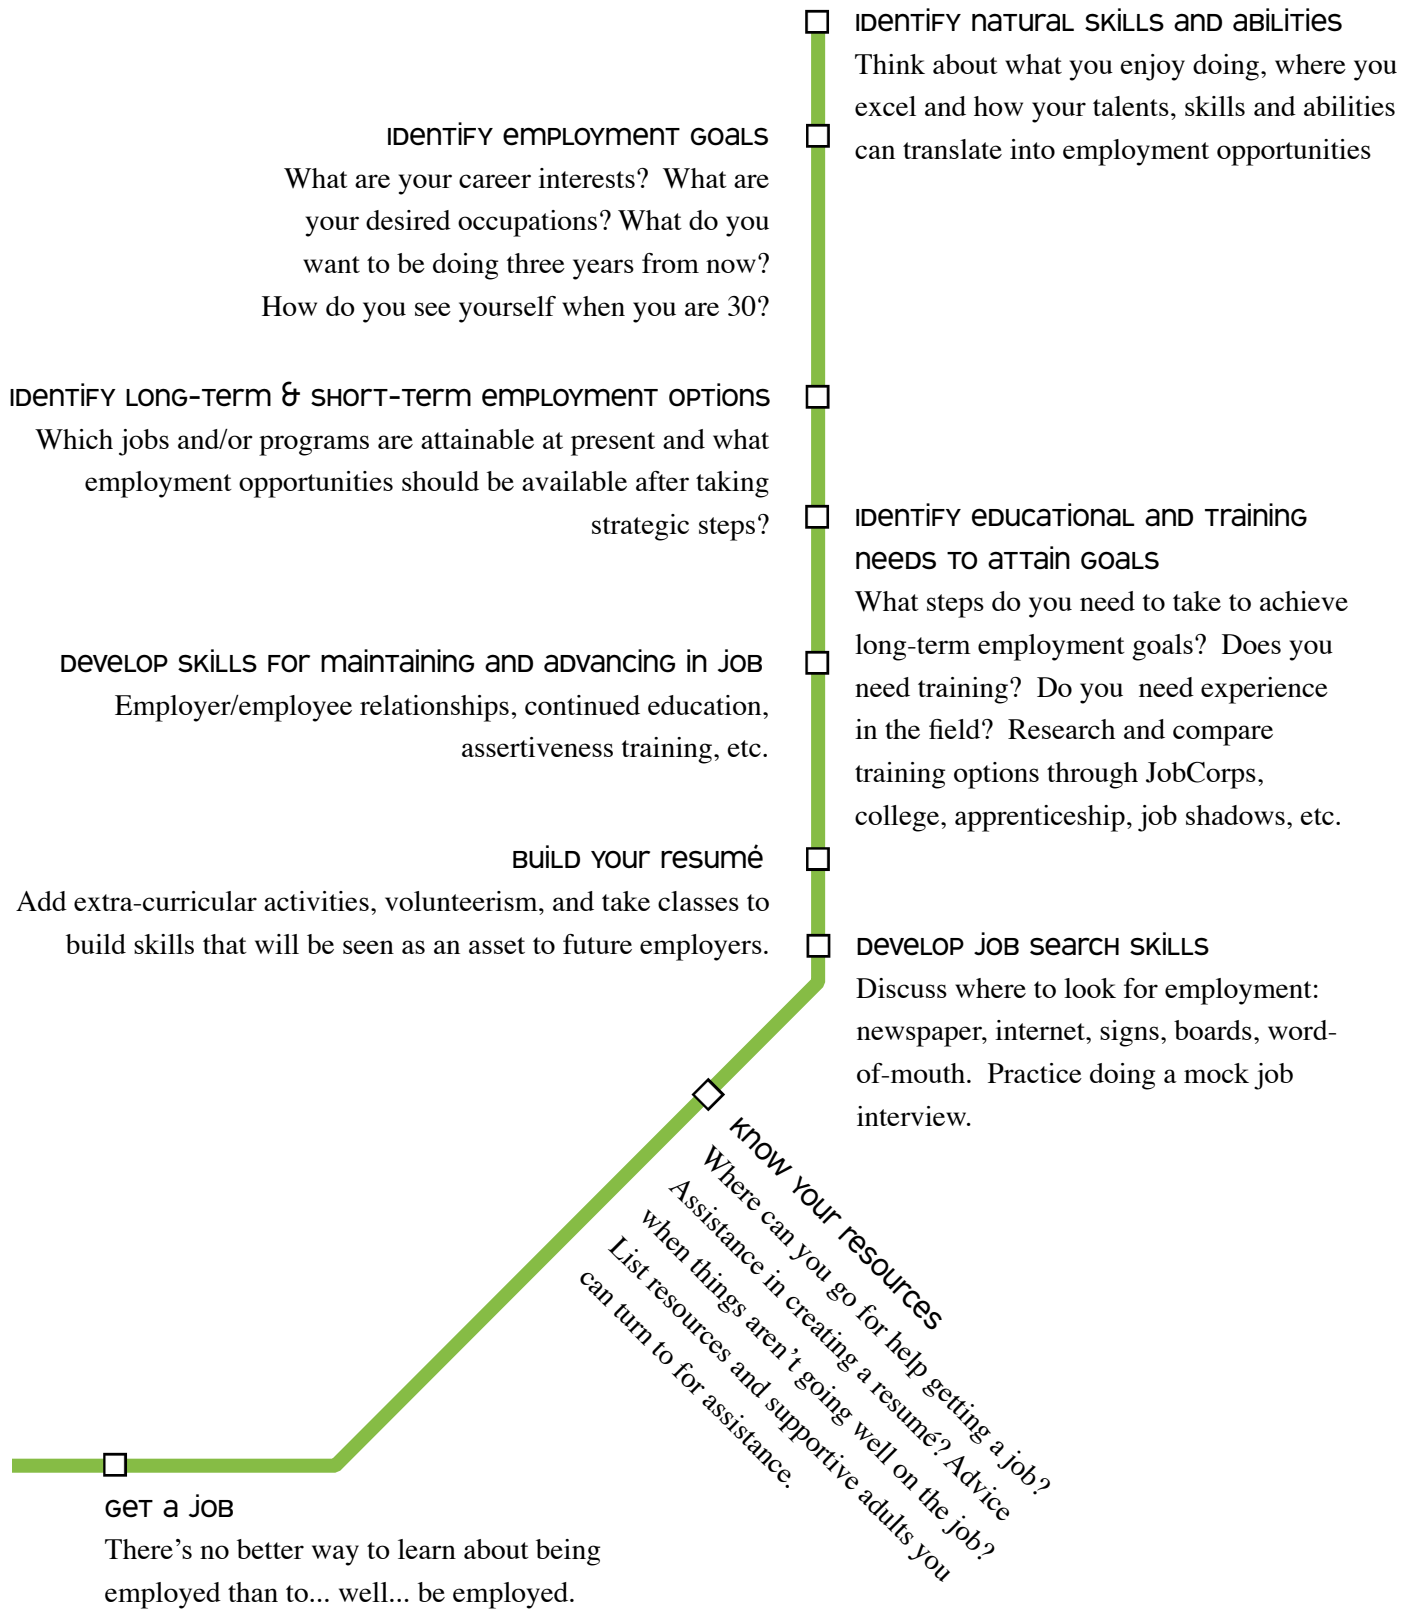 Identify natural skills and abilities
Think about what you enjoy doing, where you
excel and how your talents, skills and abilities
can translate into employment opportunities
Identify employment goals
What are your career interests?  What are
your desired occupations? What do you
want to be doing three years from now?
How do you see yourself when you are 30?
Identify long-term & short-term employment options
Which jobs and/or programs are attainable at present and what
employment opportunities should be available after taking
strategic steps?
Identify educational and training
needs to attain goals
What steps do you need to take to achieve
long-term employment goals?  Does you
need training?  Do you  need experience
in the field?  Research and compare
training options through JobCorps,
college, apprenticeship, job shadows, etc.
Develop skills for maintaining and advancing in job
Employer/employee relationships, continued education,
assertiveness training, etc.
Build your resumé
Add extra-curricular activities, volunteerism, and take classes to
build skills that will be seen as an asset to future employers.
Develop job search skills
Discuss where to look for employment:
newspaper, internet, signs, boards, word-
of-mouth.  Practice doing a mock job
interview.
Know your resources
Where can you go for help getting a job?
Assistance in creating a resumé? Advice
when things aren't going well on the job?
List resources and supportive adults you
can turn to for assistance.
Get a job
There's no better way to learn about being
employed than to... well... be employed.